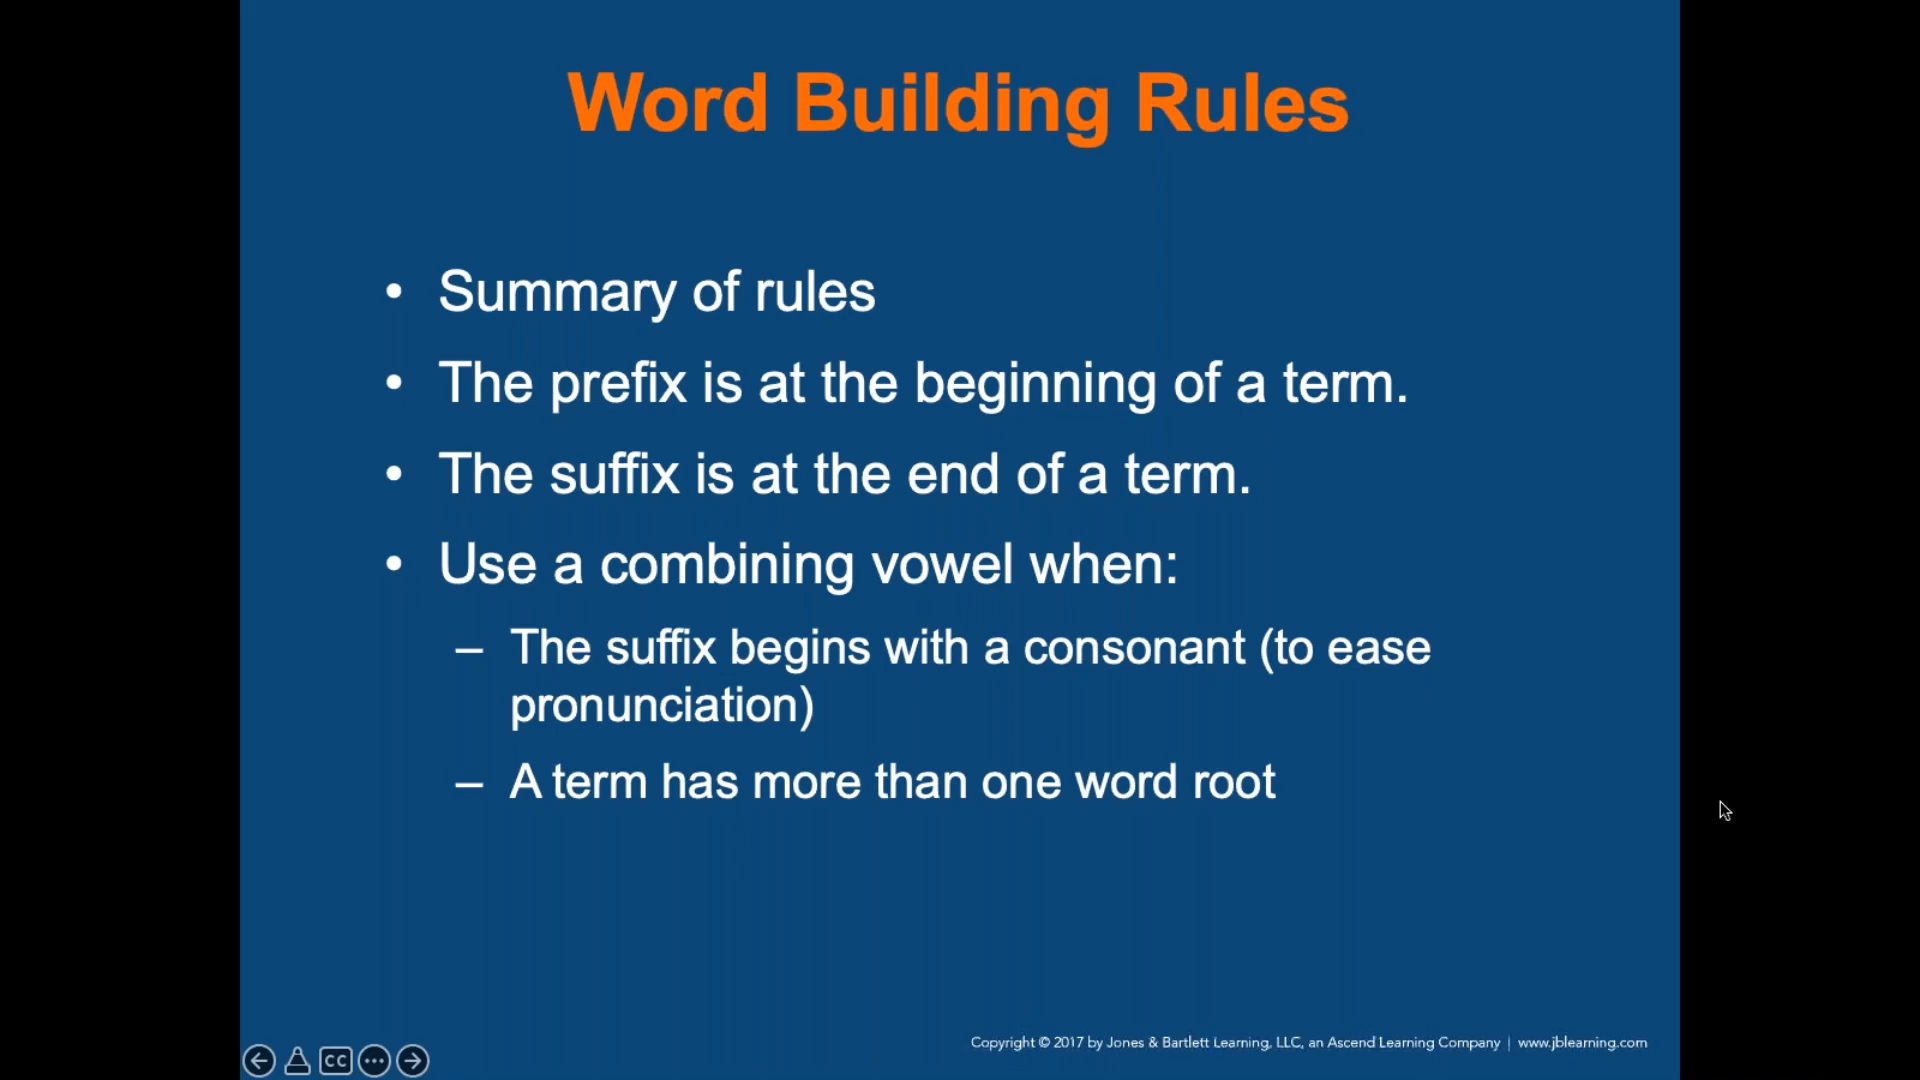 Word Building Rules
• Summary of rules
• The prefix is at the beginning of a term.
• The suffix is at the end of a term.
• Use a combining vowel when:
– The suffix begins with a consonant (to ease
pronunciation)
– A term has more than one word root
Copyright © 2017 by Jones & Bartlett Learning, LLC, an Ascend Learning Company | www.jblearning.com
CC